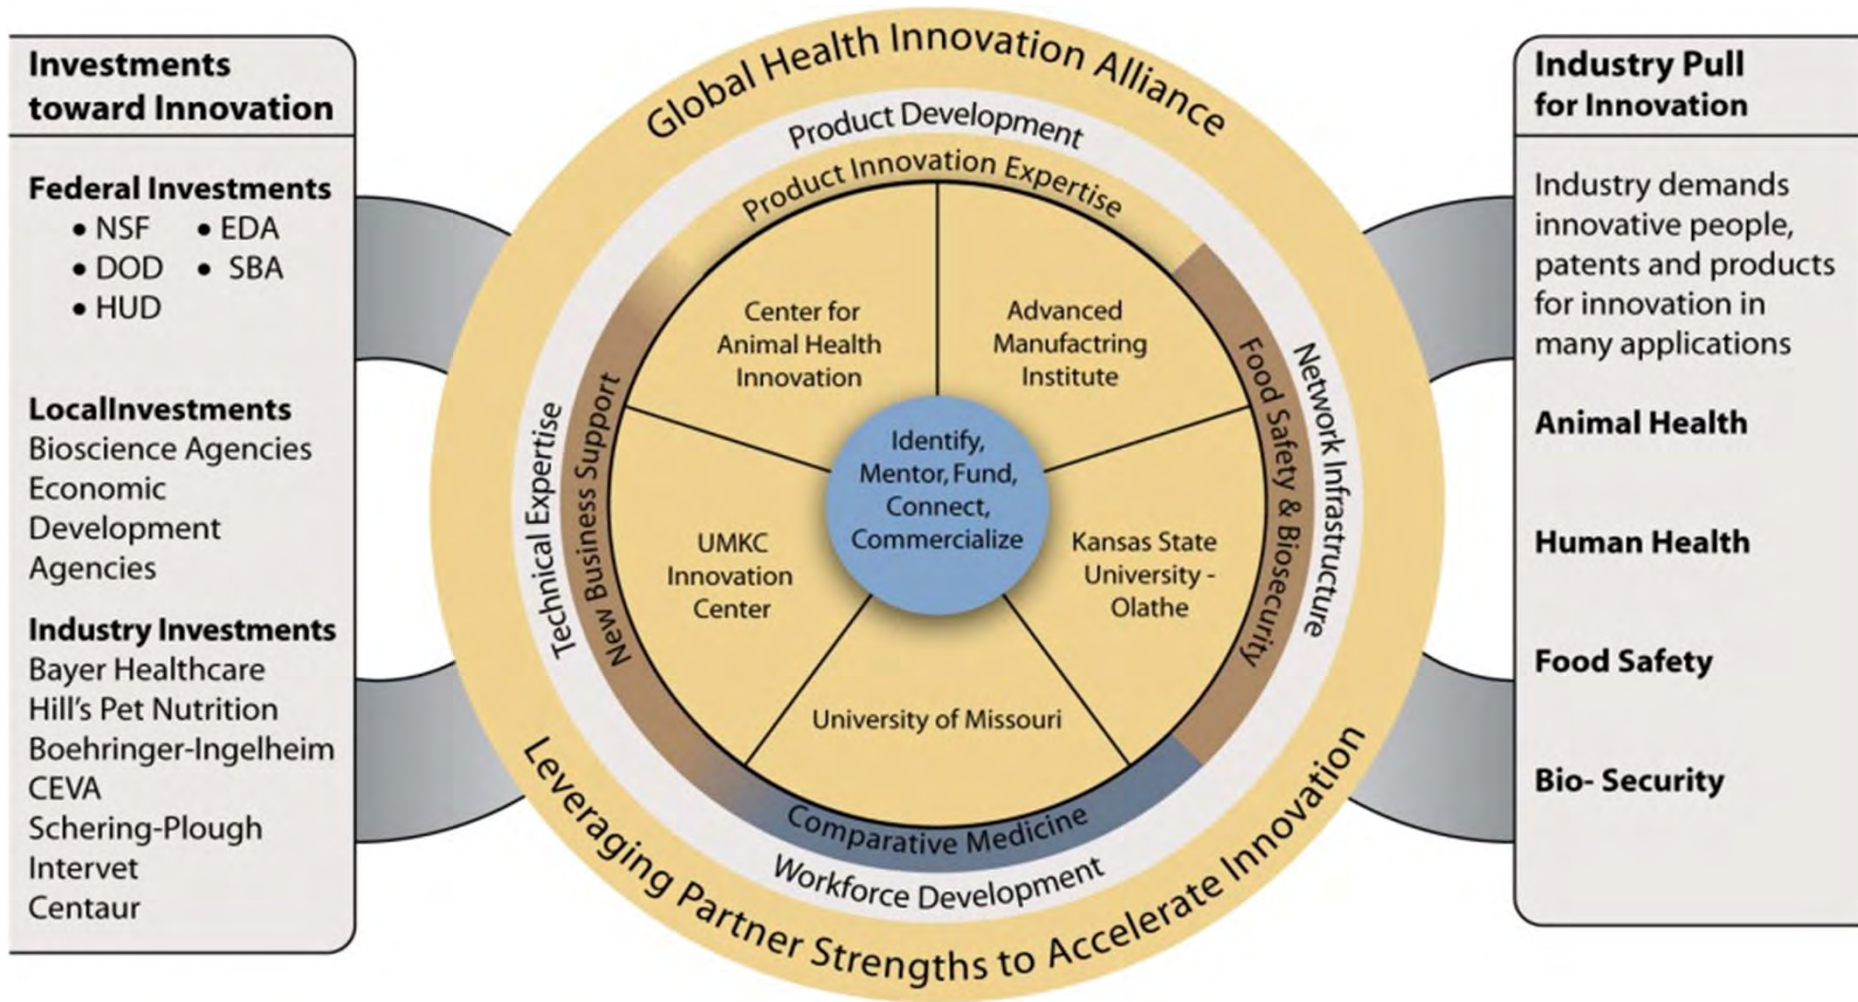 Investments
toward Innovation
Federal Investments
• NSF • EDA
• DOD • SBA
• HUD
LocalInvestments
Bioscience Agencies
Economic
Development
Agencies
Industry Investments
Bayer Healthcare
Hill's Pet Nutrition
Boehringer-Ingelheim
CEVA
Schering-Plough
Intervet
Centaur
Global Health Innovation Alliance
Product Development
Product Innovation Expertise
Technical Expertise
New Business Support
Food Safety & Biosecurity
Network Infrastructure
Center for
Animal Health
Innovation
Advanced
Manufactring
Institute
Identify,
Mentor, Fund,
Connect,
Commercialize
UMKC
Innovation
Center
Kansas State
University -
Olathe
University of Missouri
Comparative Medicine
Workforce Development
Leveraging Partner Strengths to Accelerate Innovation
Industry Pull
for Innovation
Industry demands
innovative people,
patents and products
for innovation in
many applications
Animal Health
Human Health
Food Safety
Bio- Security